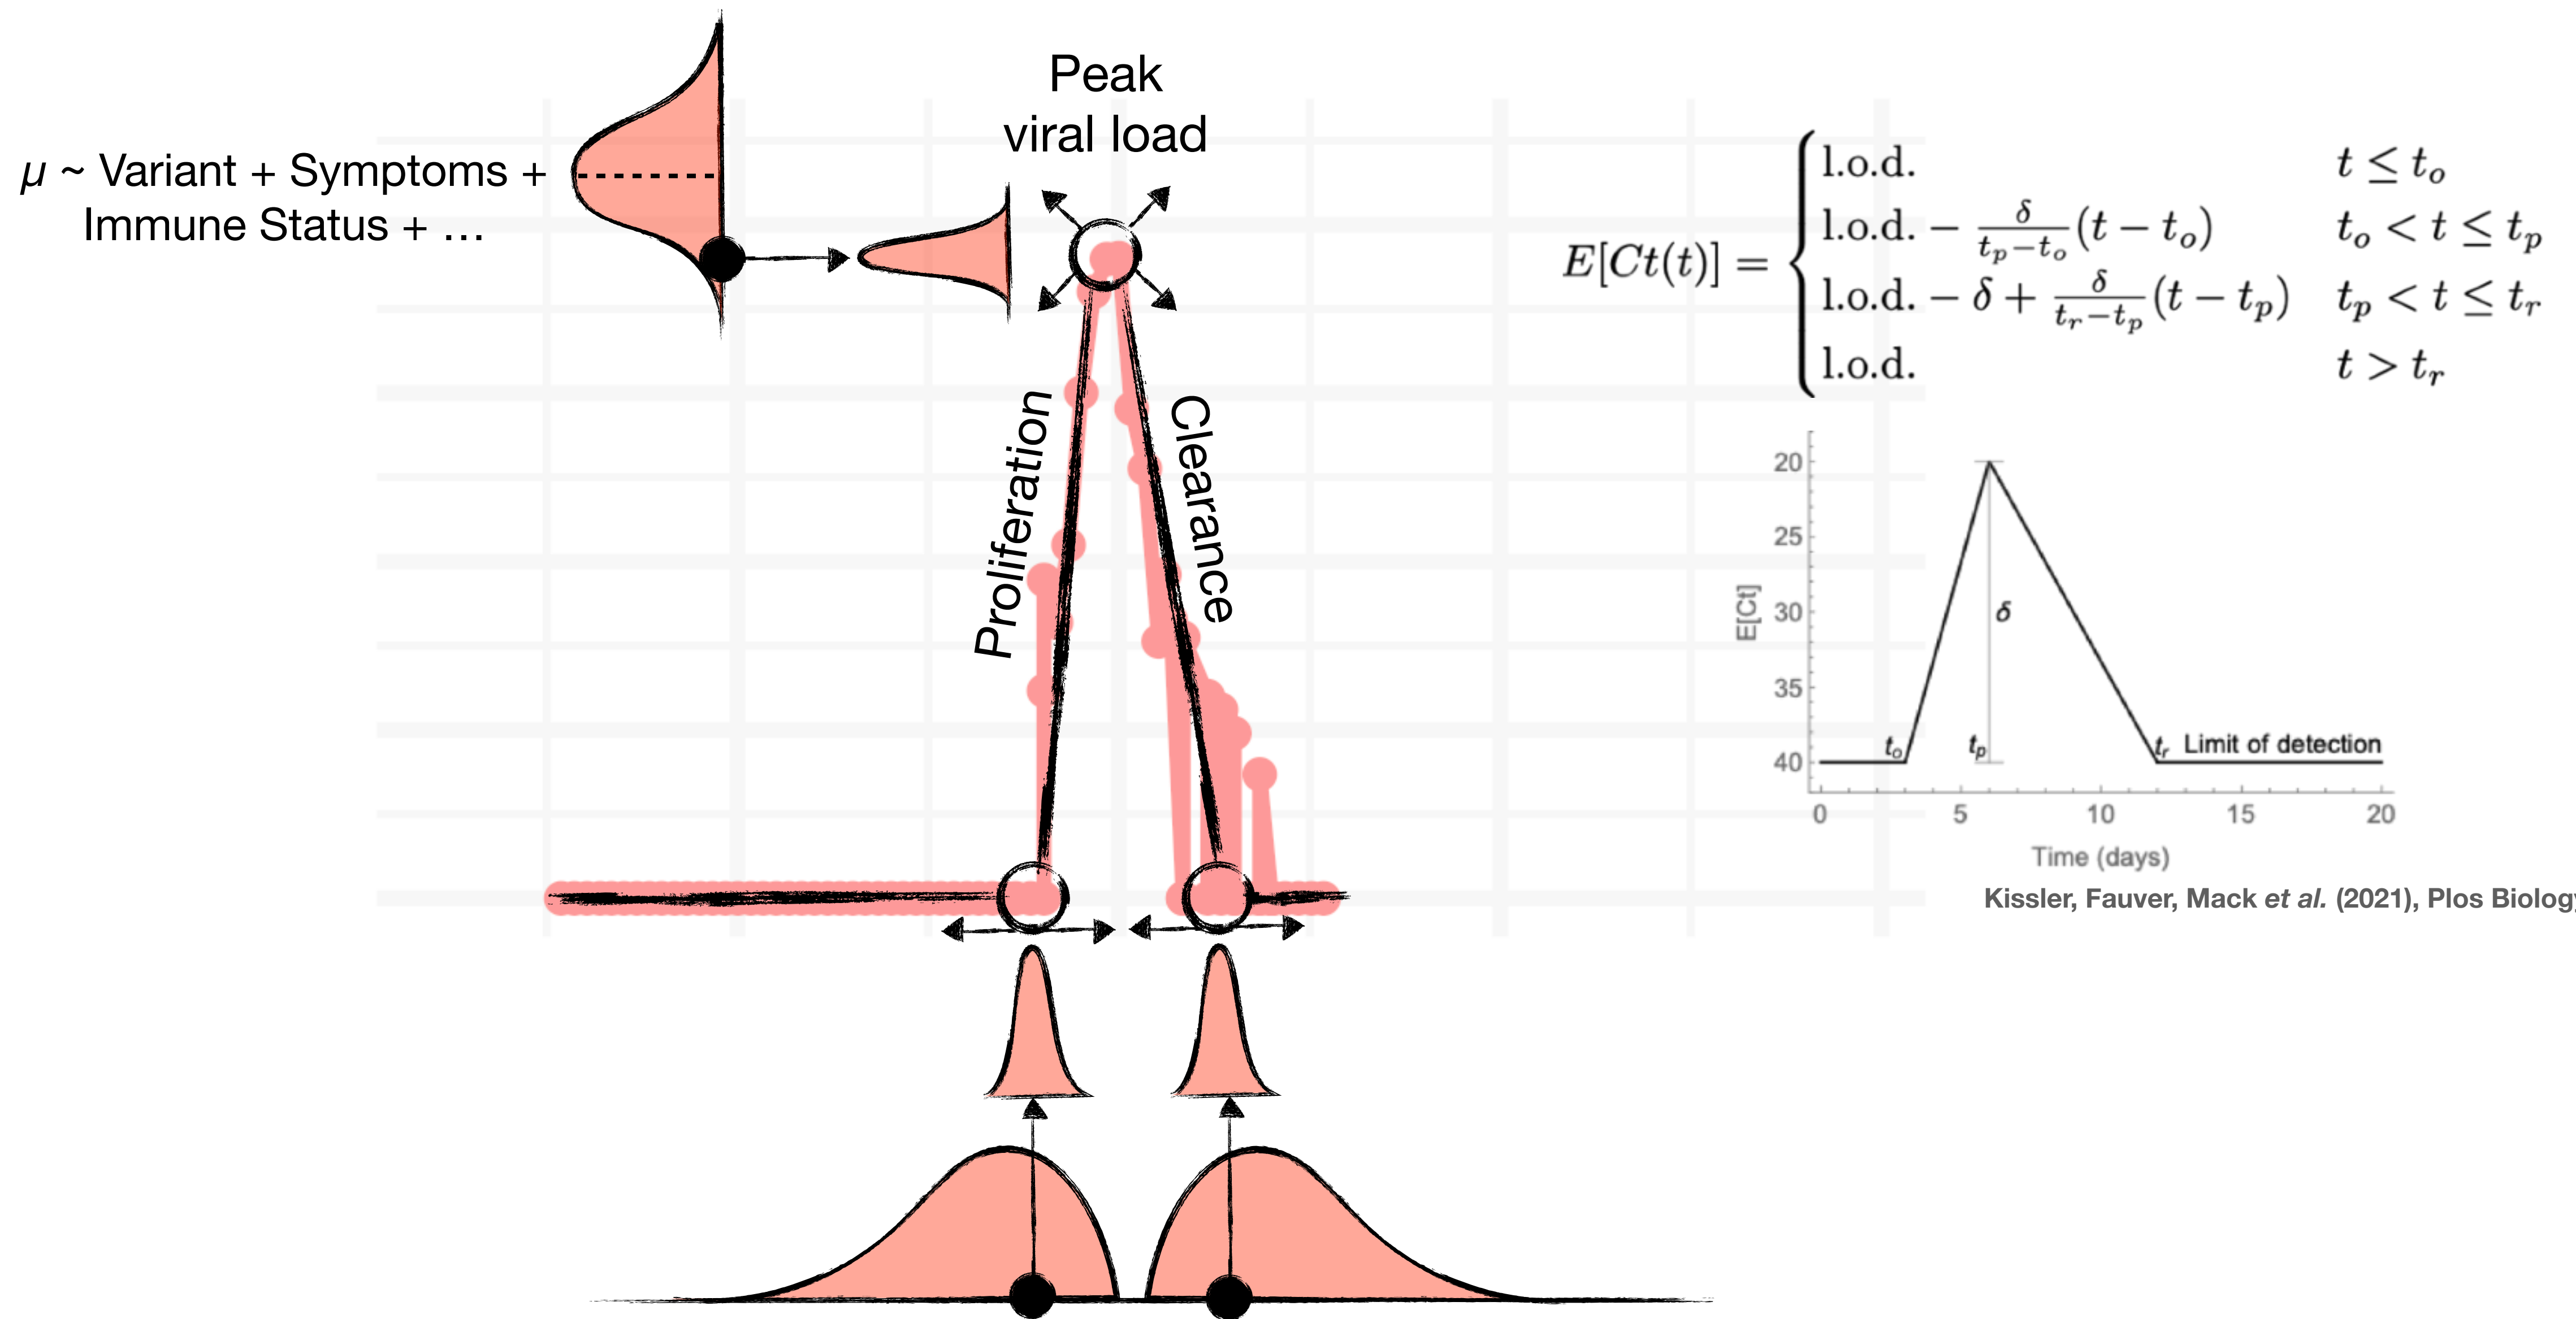 Peak
viral load
μ ~ Variant + Symptoms +
Immune Status + …
Proliferation
Clearance
E[Ct(t)] =
l.o.d. t ≤ t_o
l.o.d. − δ/(t_p−t_o) (t − t_o) t_o < t ≤ t_p
l.o.d. − δ + δ/(t_r−t_p) (t − t_p) t_p < t ≤ t_r
l.o.d. t > t_r
20
25
E[Ct]
30
δ
35
40
t_o
t_p
t_r Limit of detection
0 5 10 15 20
Time (days)
Kissler, Fauver, Mack et al. (2021), Plos Biology